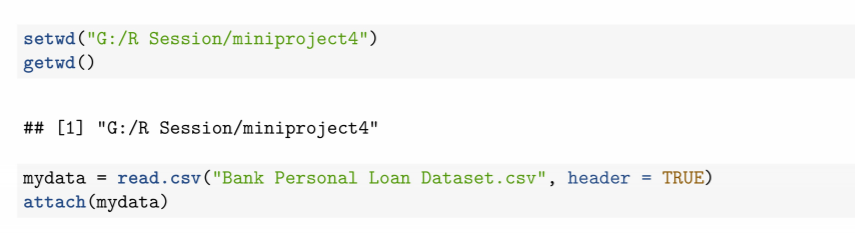 setwd("G:/R Session/miniproject4")
getwd()
## [1] "G:/R Session/miniproject4"
mydata = read.csv("Bank Personal Loan Dataset.csv", header = TRUE)
attach(mydata)